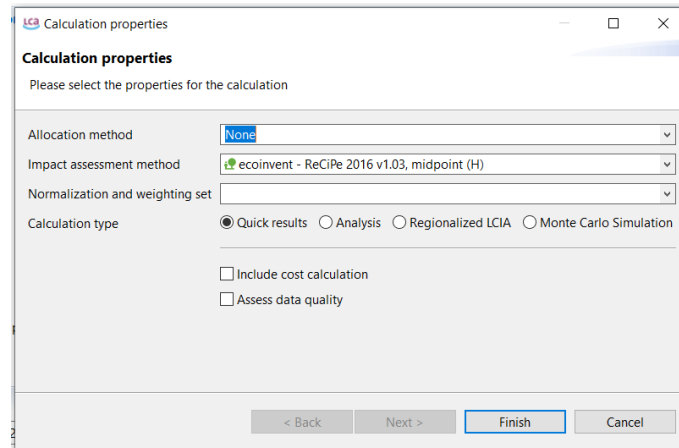 LCA Calculation properties
Calculation properties
Please select the properties for the calculation
Allocation method None
Impact assessment method ecoinvent - ReCiPe 2016 v1.03, midpoint (H)
Normalization and weighting set
Calculation type Quick results Analysis Regionalized LCIA Monte Carlo Simulation
Include cost calculation
Assess data quality
< Back Next > Finish Cancel